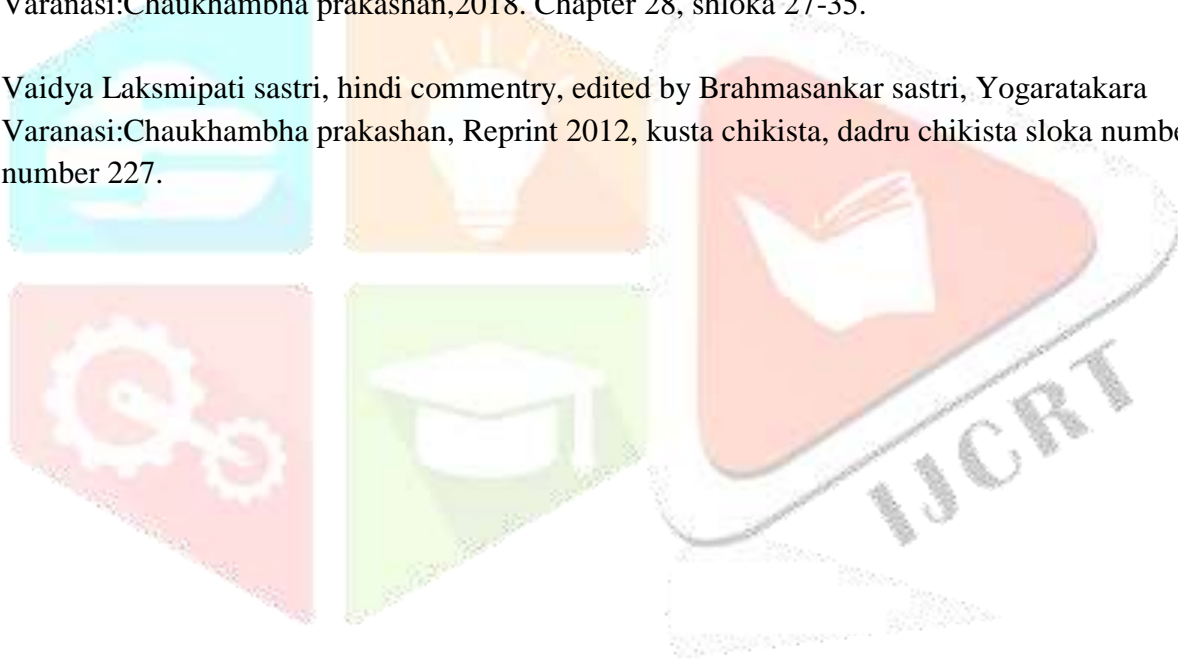 Varanasi:Chaukhambha prakashan,2018. Chapter 28, shloka 27-35.
Vaidya Laksmipati sastri, hindi commentry, edited by Brahmasankar sastri, Yogaratakara
Varanasi:Chaukhambha prakashan, Reprint 2012, kusta chikista, dadru chikista sloka
number 227.
IJCRT